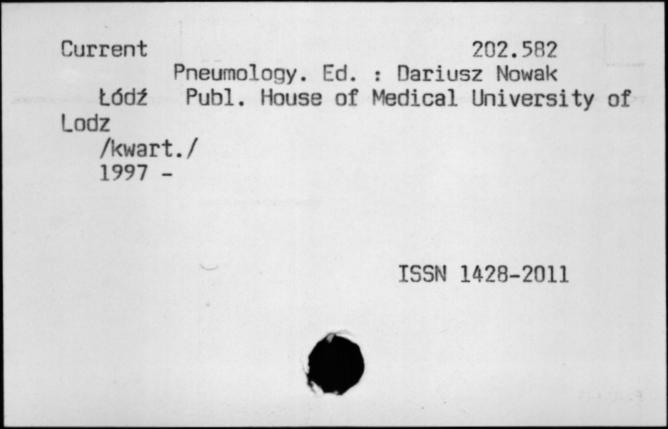 Current 202.582
Pneumology. Ed. : Dariusz Nowak
Łódź Publ. House of Medical University of
Lodz
/kwart./
1997 -
ISSN 1428-2011